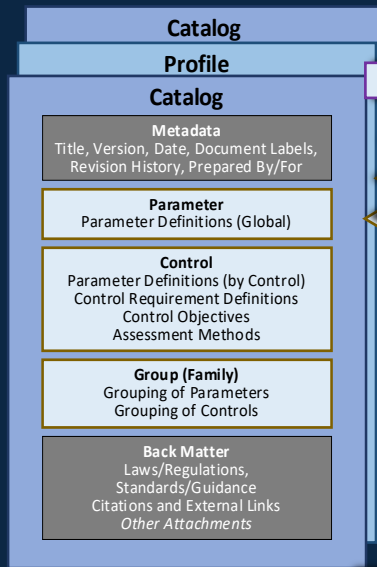 Catalog
Profile
Catalog
Metadata
Title, Version, Date, Document Labels,
Revision History, Prepared By/For
Parameter
Parameter Definitions (Global)
Control
Parameter Definitions (by Control)
Control Requirement Definitions
Control Objectives
Assessment Methods
Group (Family)
Grouping of Parameters
Grouping of Controls
Back Matter
Laws/Regulations,
Standards/Guidance
Citations and External Links
Other Attachments